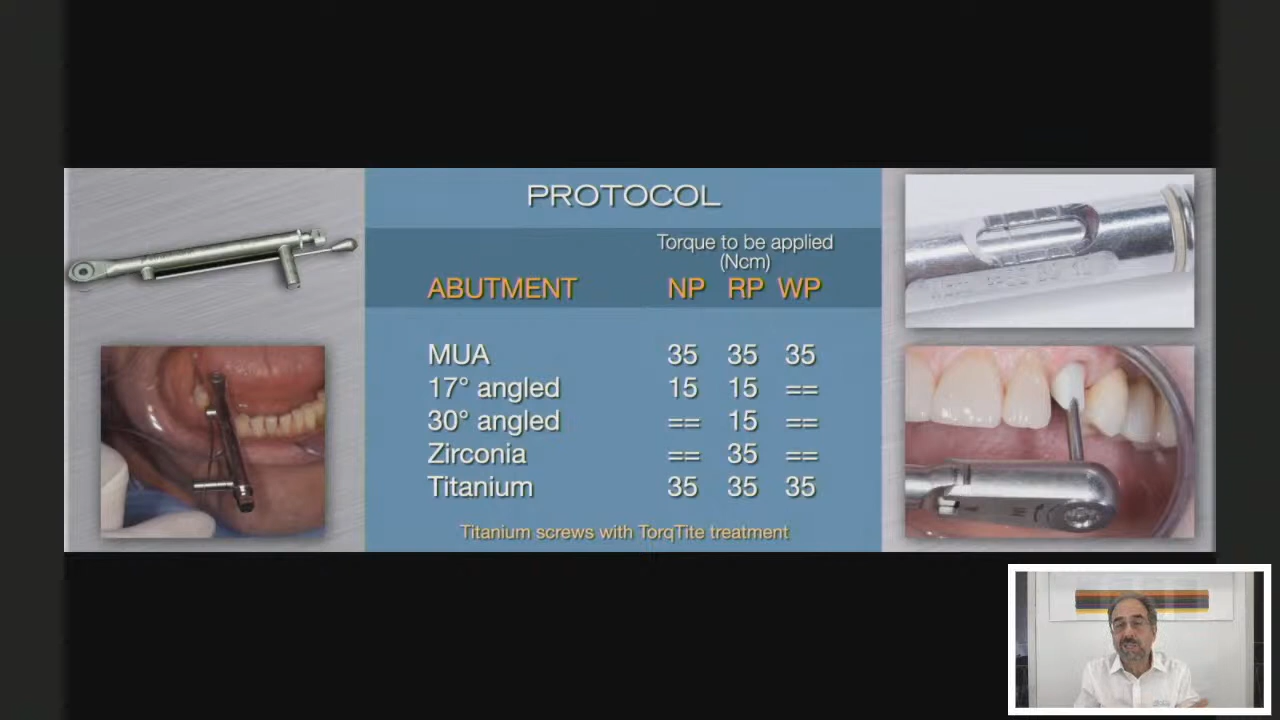 PROTOCOL
Torque to be applied
(Ncm)
ABUTMENT NP RP WP
MUA 35 35 35
17° angled 15 15 ==
30° angled == 15 ==
Zirconia == 35 ==
Titanium 35 35 35
Titanium screws with TorqTite treatment